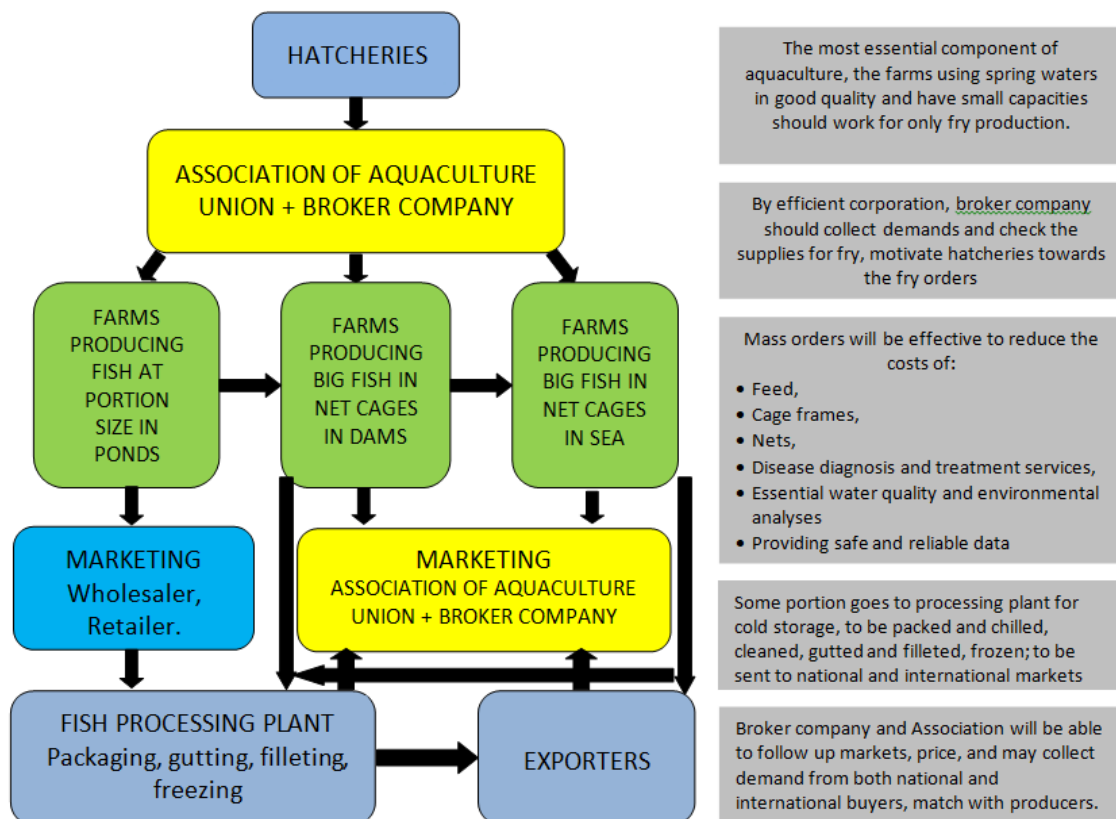 HATCHERIES
ASSOCIATION OF AQUACULTURE
UNION + BROKER COMPANY
FARMS
PRODUCING
FISH AT
PORTION
SIZE IN
PONDS
FARMS
PRODUCING
BIG FISH IN
NET CAGES
IN DAMS
FARMS
PRODUCING
BIG FISH IN
NET CAGES
IN SEA
MARKETING
Wholesaler,
Retailer.
MARKETING
ASSOCIATION OF AQUACULTURE
UNION + BROKER COMPANY
FISH PROCESSING PLANT
Packaging, gutting, filleting,
freezing
EXPORTERS
The most essential component of
aquaculture, the farms using spring waters
in good quality and have small capacities
should work for only fry production.
By efficient corporation, broker company
should collect demands and check the
supplies for fry, motivate hatcheries towards
the fry orders
Mass orders will be effective to reduce the
costs of:
• Feed,
• Cage frames,
• Nets,
• Disease diagnosis and treatment services,
• Essential water quality and environmental
analyses
• Providing safe and reliable data
Some portion goes to processing plant for
cold storage, to be packed and chilled,
cleaned, gutted and filleted, frozen; to be
sent to national and international markets
Broker company and Association will be able
to follow up markets, price, and may collect
demand from both national and
international buyers, match with producers.